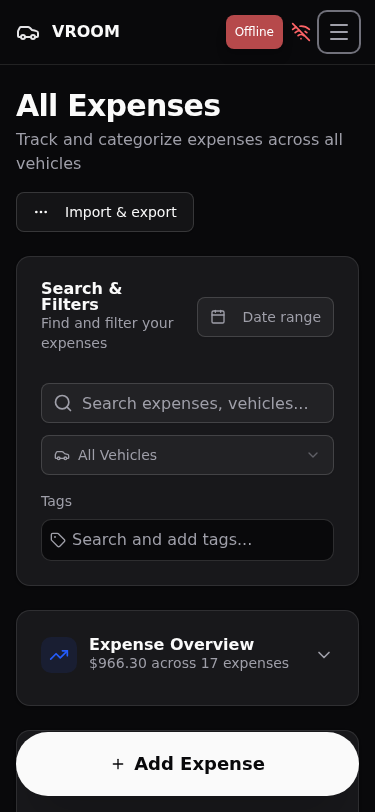 VROOM
Offline
All Expenses
Track and categorize expenses across all
vehicles
Import & export
Search &
Filters
Find and filter your
expenses
Date range
Search expenses, vehicles...
All Vehicles
Tags
Search and add tags...
Expense Overview
$966.30 across 17 expenses
Add Expense